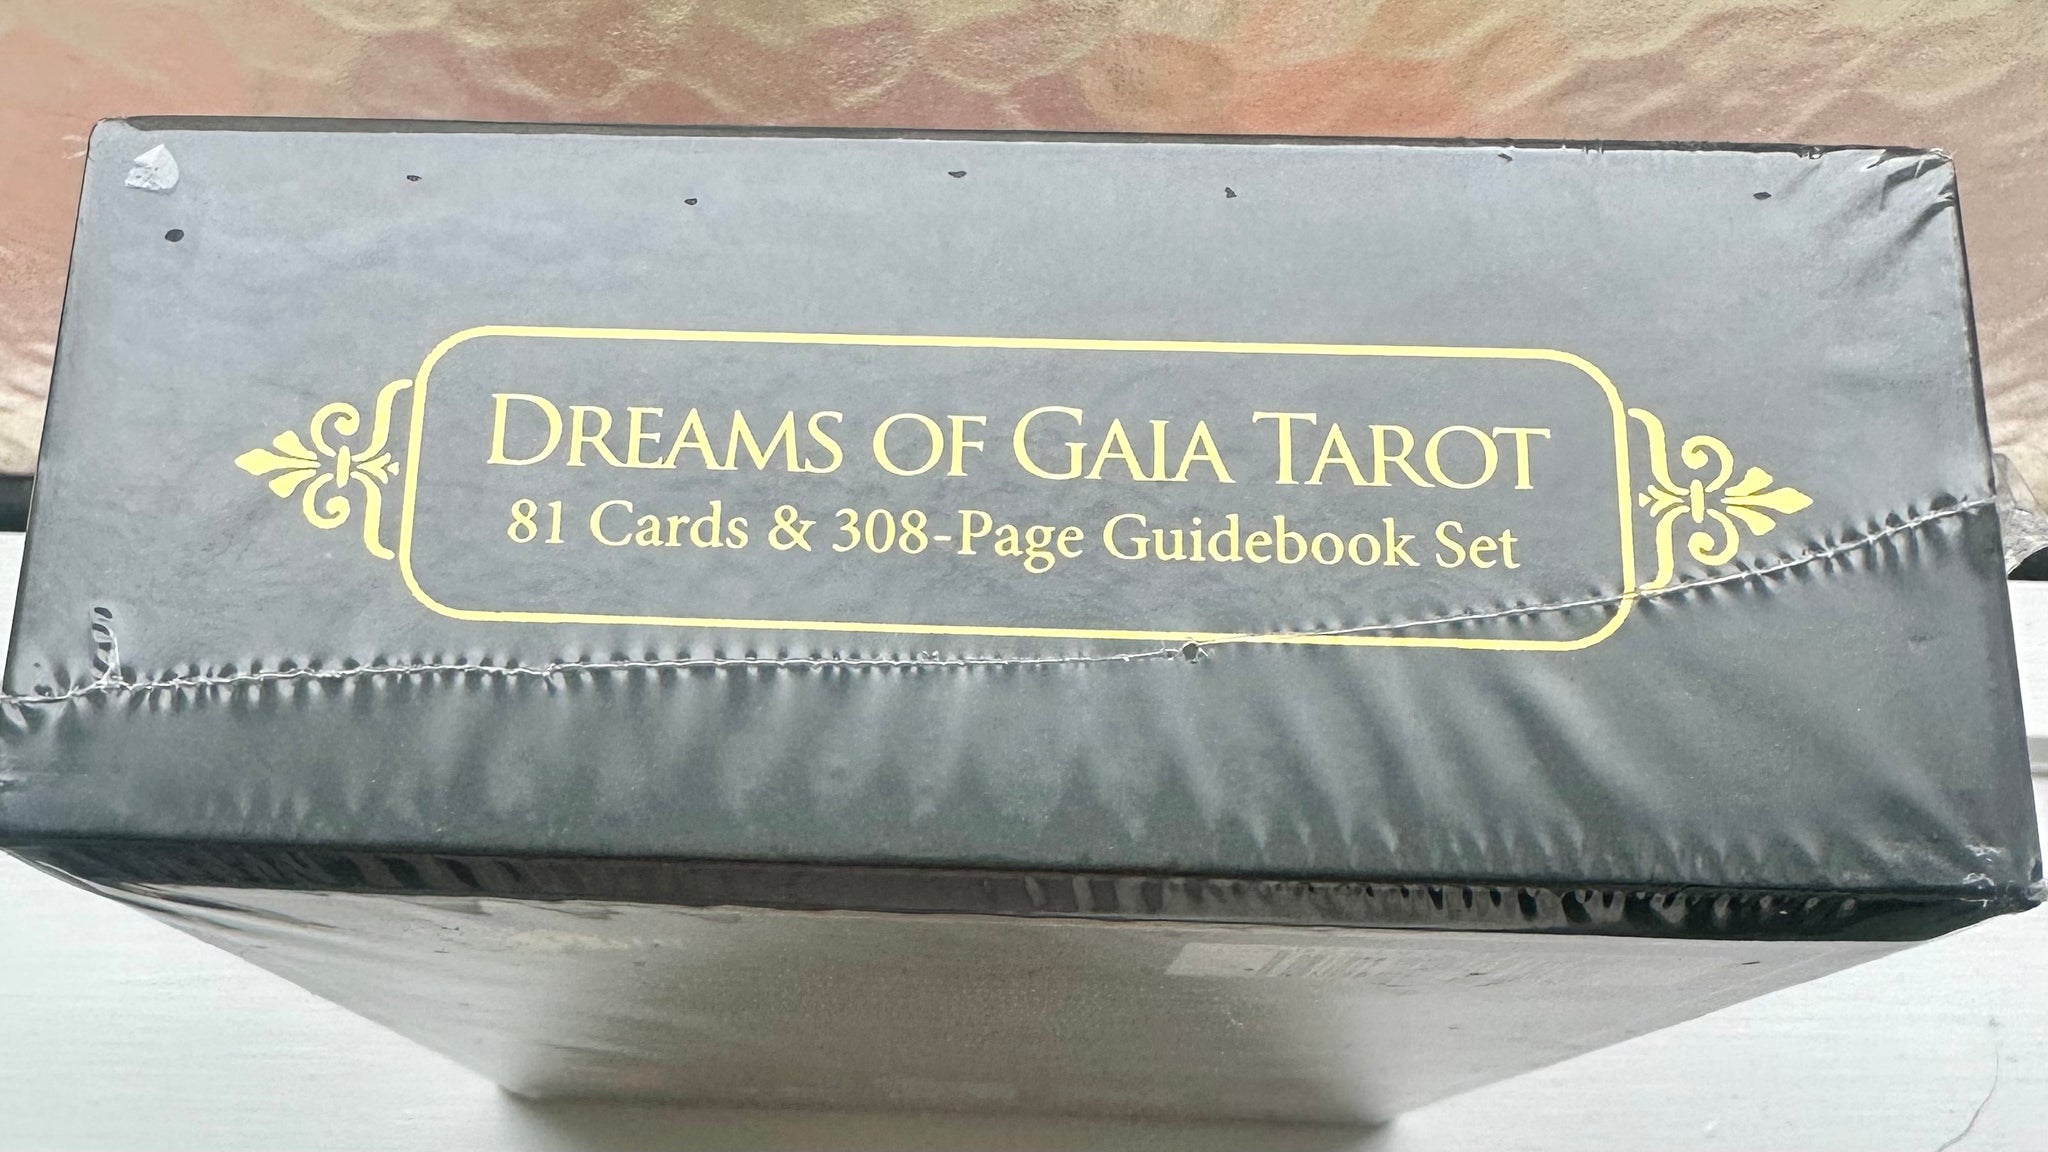 DREAMS OF GAIA TAROT
81 Cards & 308-Page Guidebook Set